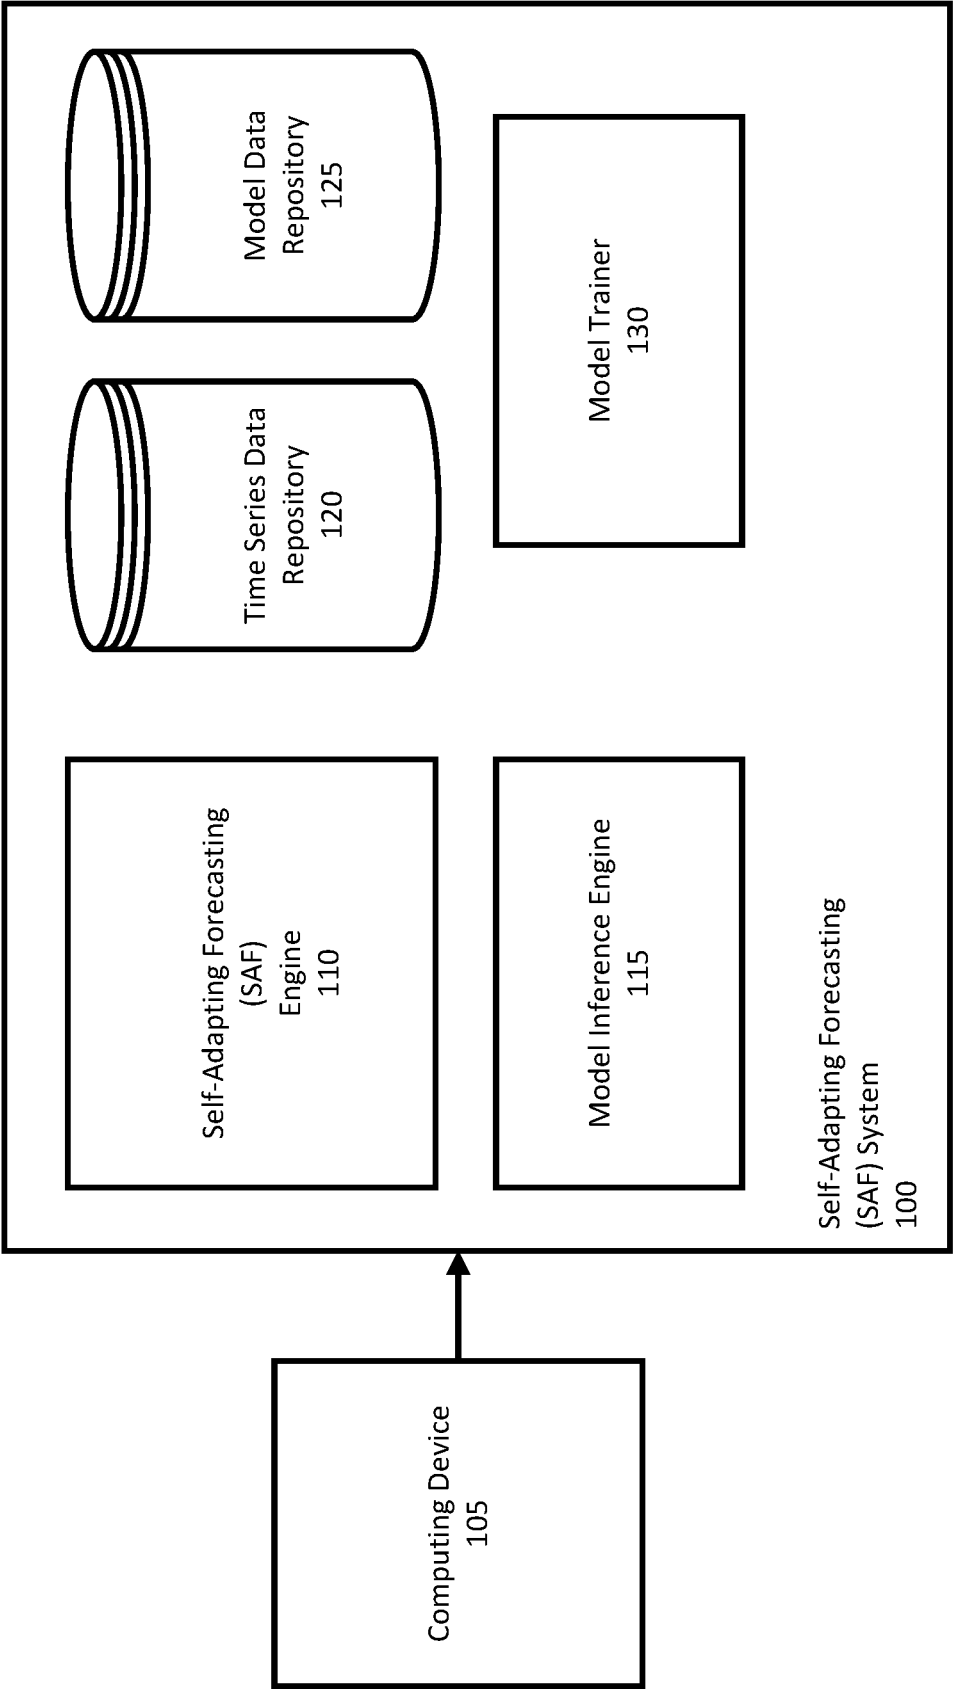 Computing Device
105
Self-Adapting Forecasting
(SAF)
Engine
110
Time Series Data
Repository
120
Model Data
Repository
125
Model Inference Engine
115
Model Trainer
130
Self-Adapting Forecasting
(SAF) System
100